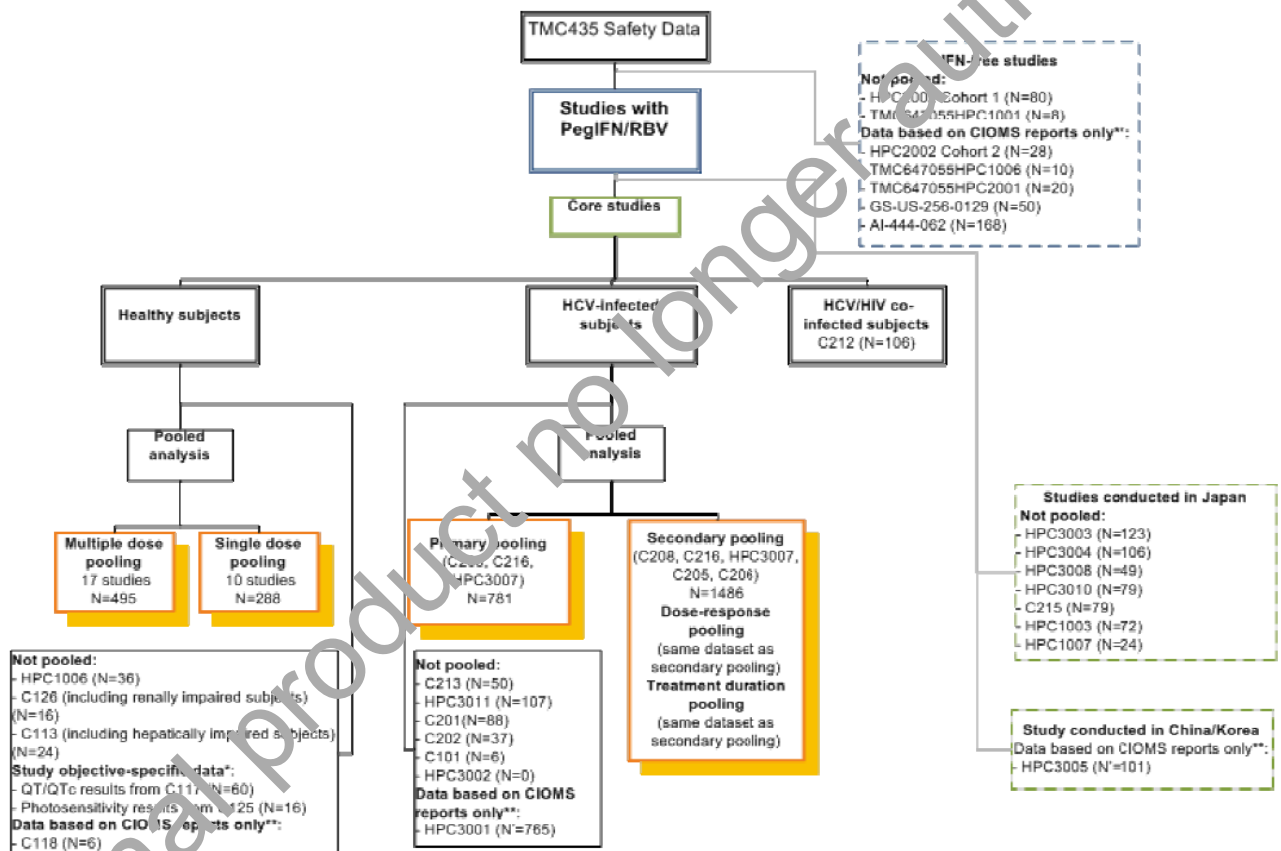 TMC435 Safety Data
Studies with
PegIFN/RBV
Core studies
IFN-free studies
Not pooled:
Cohort 1 (N=80)
- TMC647055HPC1001 (N=8)
Data based on CIOMS reports only**:
- HPC2002 Cohort 2 (N=28)
TMC647055HPC1006 (N=10)
- TMC647055HPC2001 (N=20)
- GS-US-256-0129 (N=50)
- AI-444-062 (N=168)
Healthy subjects
HCV-infected
subjects
HCV/HIV co-
infected subjects
C212 (N=106)
Pooled
analysis
Pooled
analysis
Multiple dose
pooling
17 studies
N=495
Single dose
pooling
10 studies
N=288
Primary pooling
C216,
HPC3007)
N=781
Secondary pooling
(C208, C216, HPC3007,
C205, C206)
N=1486
Dose-response
pooling
(same dataset as
secondary pooling)
Treatment duration
pooling
(same dataset as
secondary pooling)
Not pooled:
- HPC1006 (N=36)
- C126 (including renally impaired subjects)
(N=16)
- C113 (including hepatically impaired subjects)
(N=24)
Study objective-specific data*:
- QT/QTc results from C117 (N=60)
- Photosensitivity results from C125 (N=16)
Data based on CIOMS reports only**:
- C118 (N=6)
Not pooled:
- C213 (N=50)
- HPC3011 (N=107)
- C201(N=88)
- C202 (N=37)
- C101 (N=6)
- HPC3002 (N=0)
Data based on CIOMS
reports only**:
- HPC3001 (N'=765)
Studies conducted in Japan
Not pooled:
- HPC3003 (N=123)
- HPC3004 (N=106)
- HPC3008 (N=49)
- HPC3010 (N=79)
- C215 (N=79)
- HPC1003 (N=72)
- HPC1007 (N=24)
Study conducted in China/Korea
Data based on CIOMS reports only**:
- HPC3005 (N'=101)
product no longer